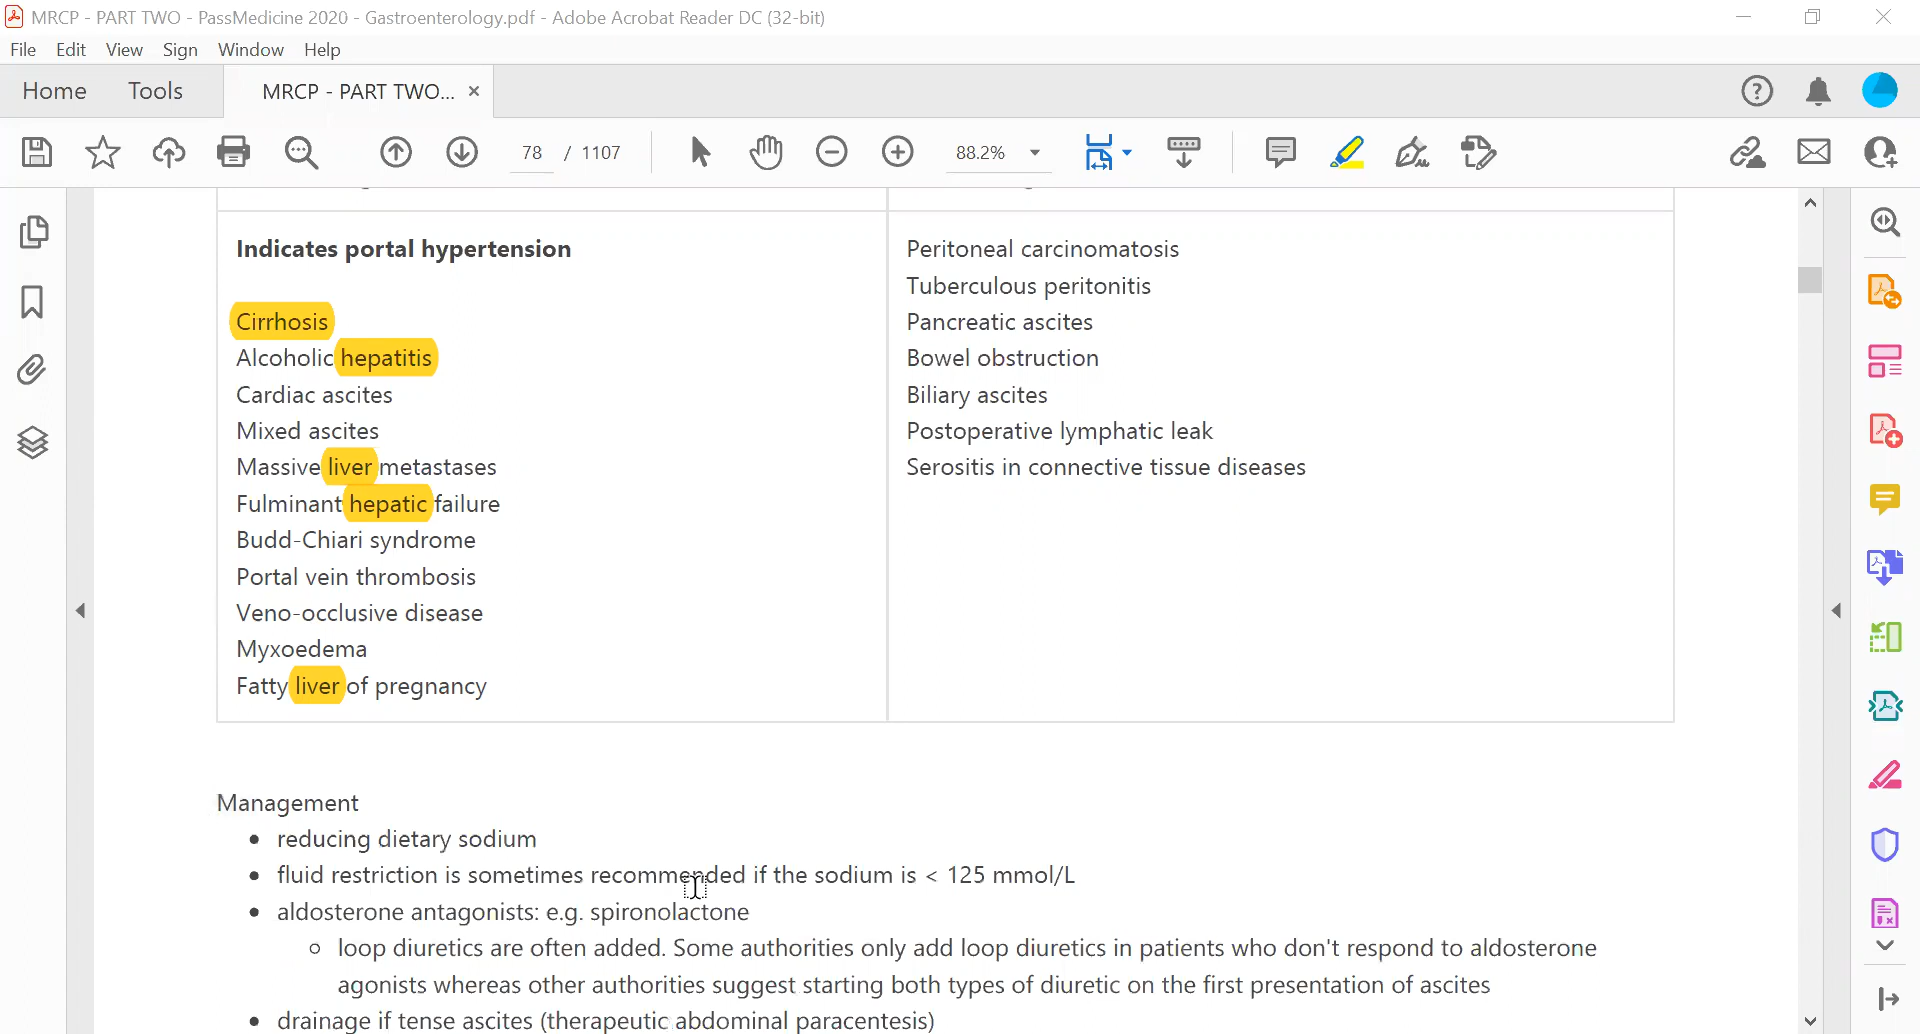 MRCP - PART TWO - PassMedicine 2020 - Gastroenterology.pdf - Adobe Acrobat Reader DC (32-bit)
File Edit View Sign Window Help
Home Tools MRCP - PART TWO... ×
78 / 1107 88.2%
Indicates portal hypertension
Cirrhosis
Alcoholic hepatitis
Cardiac ascites
Mixed ascites
Massive liver metastases
Fulminant hepatic failure
Budd-Chiari syndrome
Portal vein thrombosis
Veno-occlusive disease
Myxoedema
Fatty liver of pregnancy
Peritoneal carcinomatosis
Tuberculous peritonitis
Pancreatic ascites
Bowel obstruction
Biliary ascites
Postoperative lymphatic leak
Serositis in connective tissue diseases
Management
• reducing dietary sodium
• fluid restriction is sometimes recommended if the sodium is < 125 mmol/L
• aldosterone antagonists: e.g. spironolactone
o loop diuretics are often added. Some authorities only add loop diuretics in patients who don't respond to aldosterone
agonists whereas other authorities suggest starting both types of diuretic on the first presentation of ascites
• drainage if tense ascites (therapeutic abdominal paracentesis)